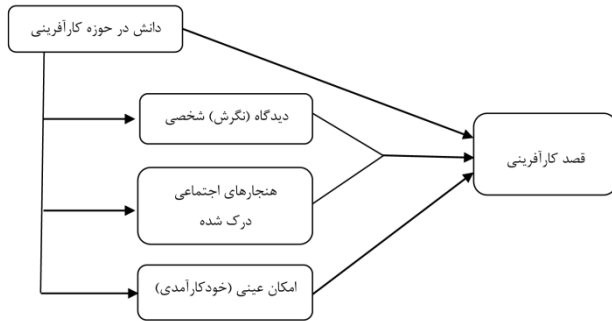 دانش در حوزه کارآفرینی
دیدگاه (نگرش) شخصی
هنجارهای اجتماعی
درک شده
امکان عینی (خودکارآمدی)
قصد کارآفرینی